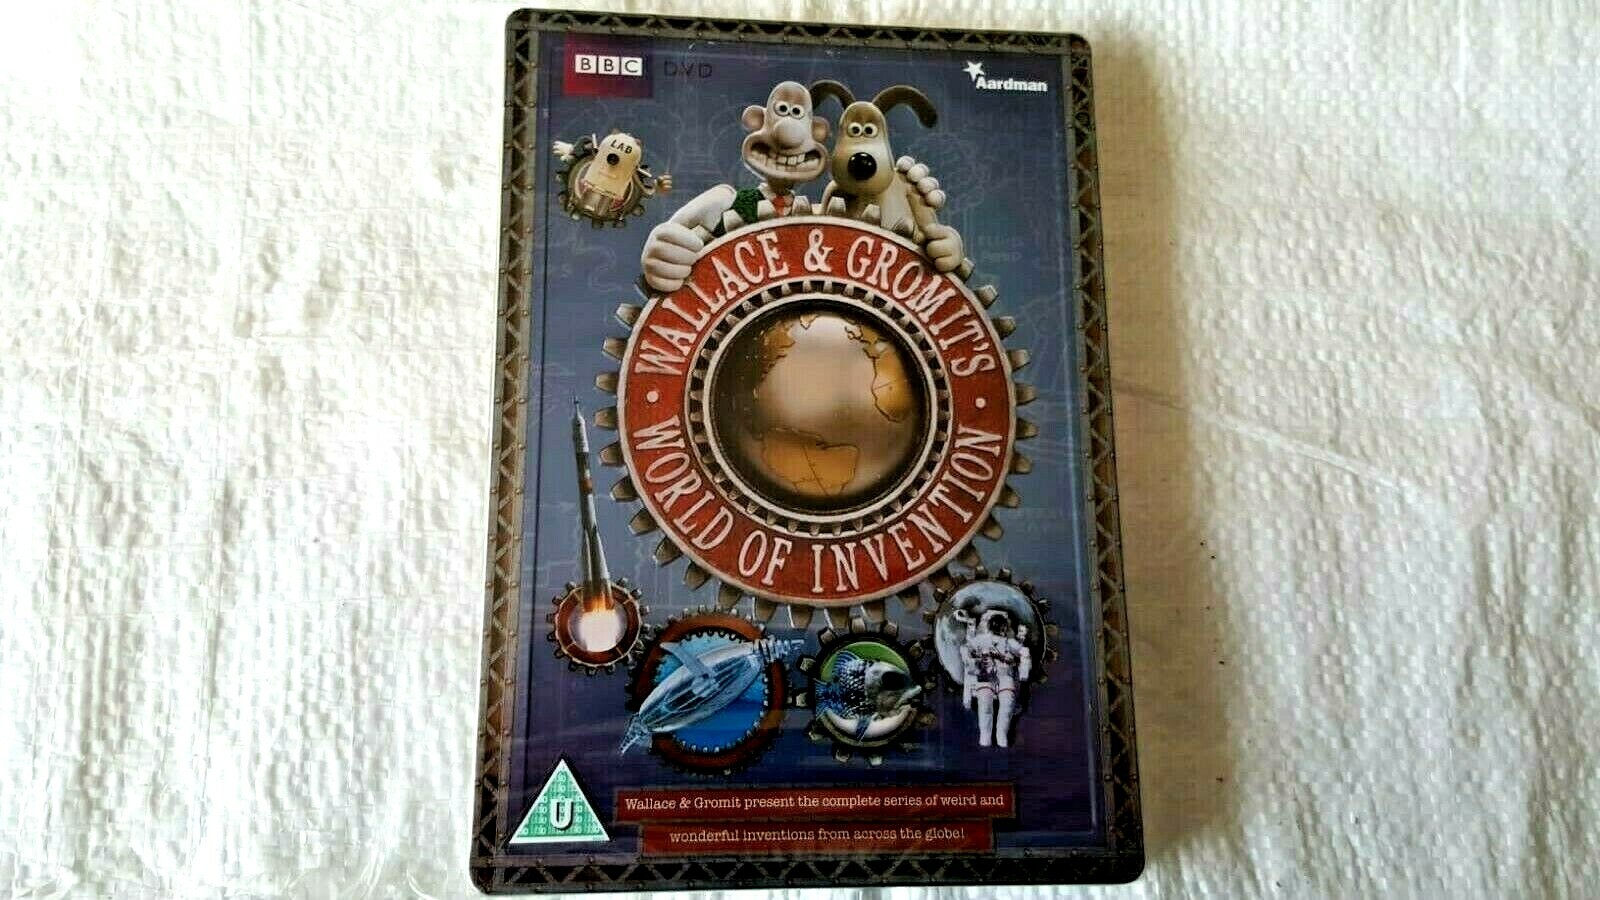 BBC DVD
Aardman
LAB
WALLACE & GROMIT'S
WORLD OF INVENTION
U
Wallace & Gromit present the complete series of weird and
wonderful inventions from across the globe!